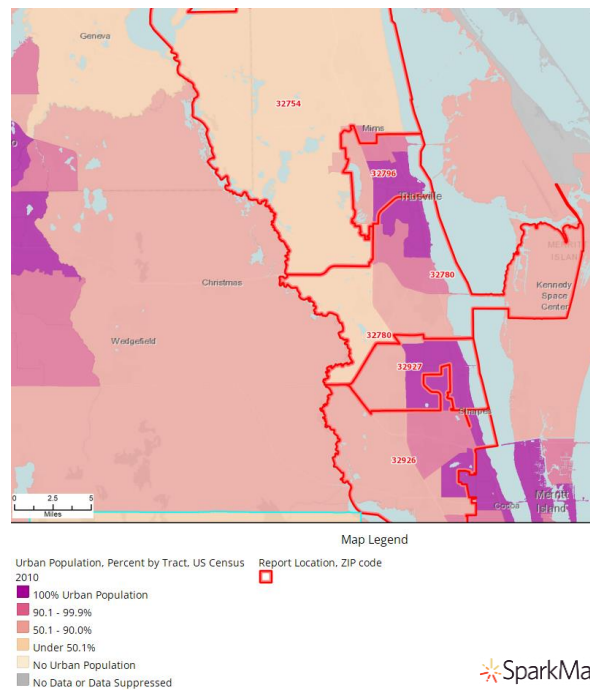 Geneva
32754
Mims
32796
Titusville
32780
MERRITT
ISLAND
Kennedy
Space
Center
Christmas
32780
Wedgefield
32927
Sharpes
32926
0 2.5 5
Miles
Cocoa
Merritt
Island
Map Legend
Urban Population, Percent by Tract, US Census
2010
100% Urban Population
90.1 - 99.9%
50.1 - 90.0%
Under 50.1%
No Urban Population
No Data or Data Suppressed
Report Location, ZIP code
SparkMa